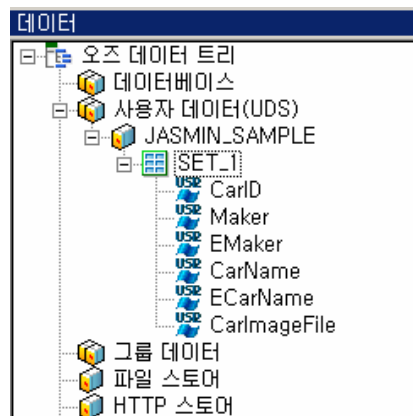 데이터
오즈 데이터 트리
데이터베이스
사용자 데이터(UDS)
JASMIN_SAMPLE
SET_1
USR CarID
USR Maker
USR EMaker
USR CarName
USR ECarName
USR CarImageFile
그룹 데이터
파일 스토어
HTTP 스토어